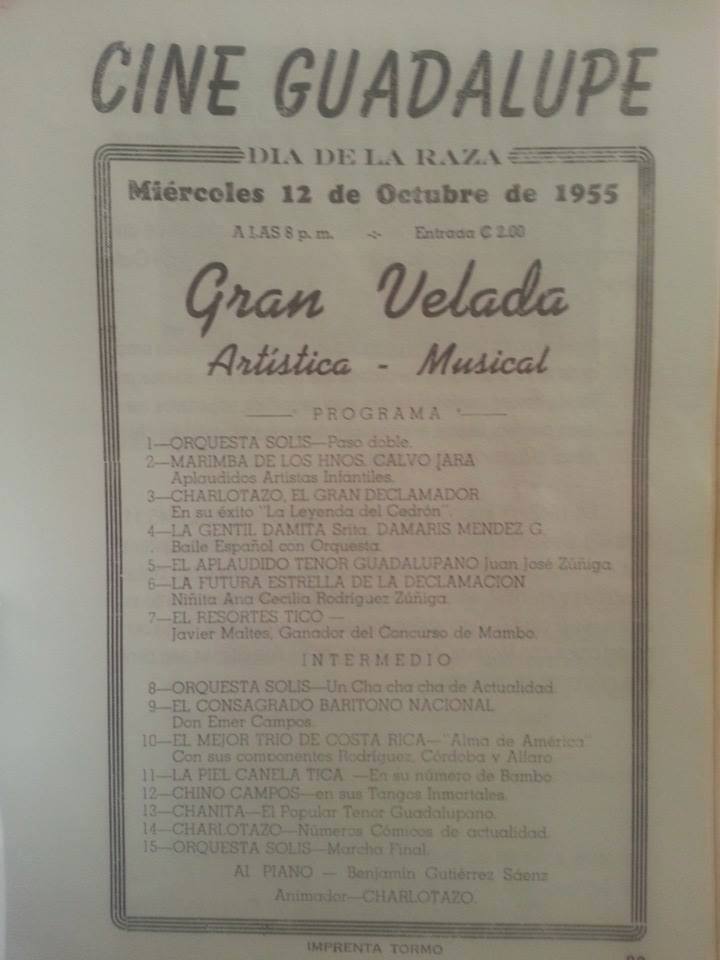 CINE GUADALUPE
DIA DE LA RAZA
Miércoles 12 de Octubre de 1955
A LAS 8 p. m. -:- Entrada ₡ 2.00
Gran Velada
Artística - Musical
PROGRAMA
1—ORQUESTA SOLIS—Paso doble.
2—MARIMBA DE LOS HNOS. CALVO JARA
Aplaudidos Artistas Infantiles.
3—CHARLOTAZO, EL GRAN DECLAMADOR
En su éxito "La Leyenda del Cedrón".
4—LA GENTIL DAMITA Srita. DAMARIS MENDEZ G.
Baile Español con Orquesta.
5—EL APLAUDIDO TENOR GUADALUPANO Juan José Zúñiga.
6—LA FUTURA ESTRELLA DE LA DECLAMACION
Niñita Ana Cecilia Rodríguez Zúñiga.
7—EL RESORTES TICO —
Javier Maltes, Ganador del Concurso de Mambo.
INTERMEDIO
8—ORQUESTA SOLIS—Un Cha cha cha de Actualidad.
9—EL CONSAGRADO BARITONO NACIONAL
Don Emer Campos.
10—EL MEJOR TRIO DE COSTA RICA—"Alma de América"
Con sus componentes Rodríguez, Córdoba y Alfaro.
11—LA PIEL CANELA TICA —En su número de Bambó.
12—CHINO CAMPOS—en sus Tangos Inmortales.
13—CHANITA—El Popular Tenor Guadalupano.
14—CHARLOTAZO—Números Cómicos de actualidad.
15—ORQUESTA SOLIS—Marcha Final.
Al PIANO — Benjamín Gutiérrez Sáenz
Animador—CHARLOTAZO.
IMPRENTA TORMO